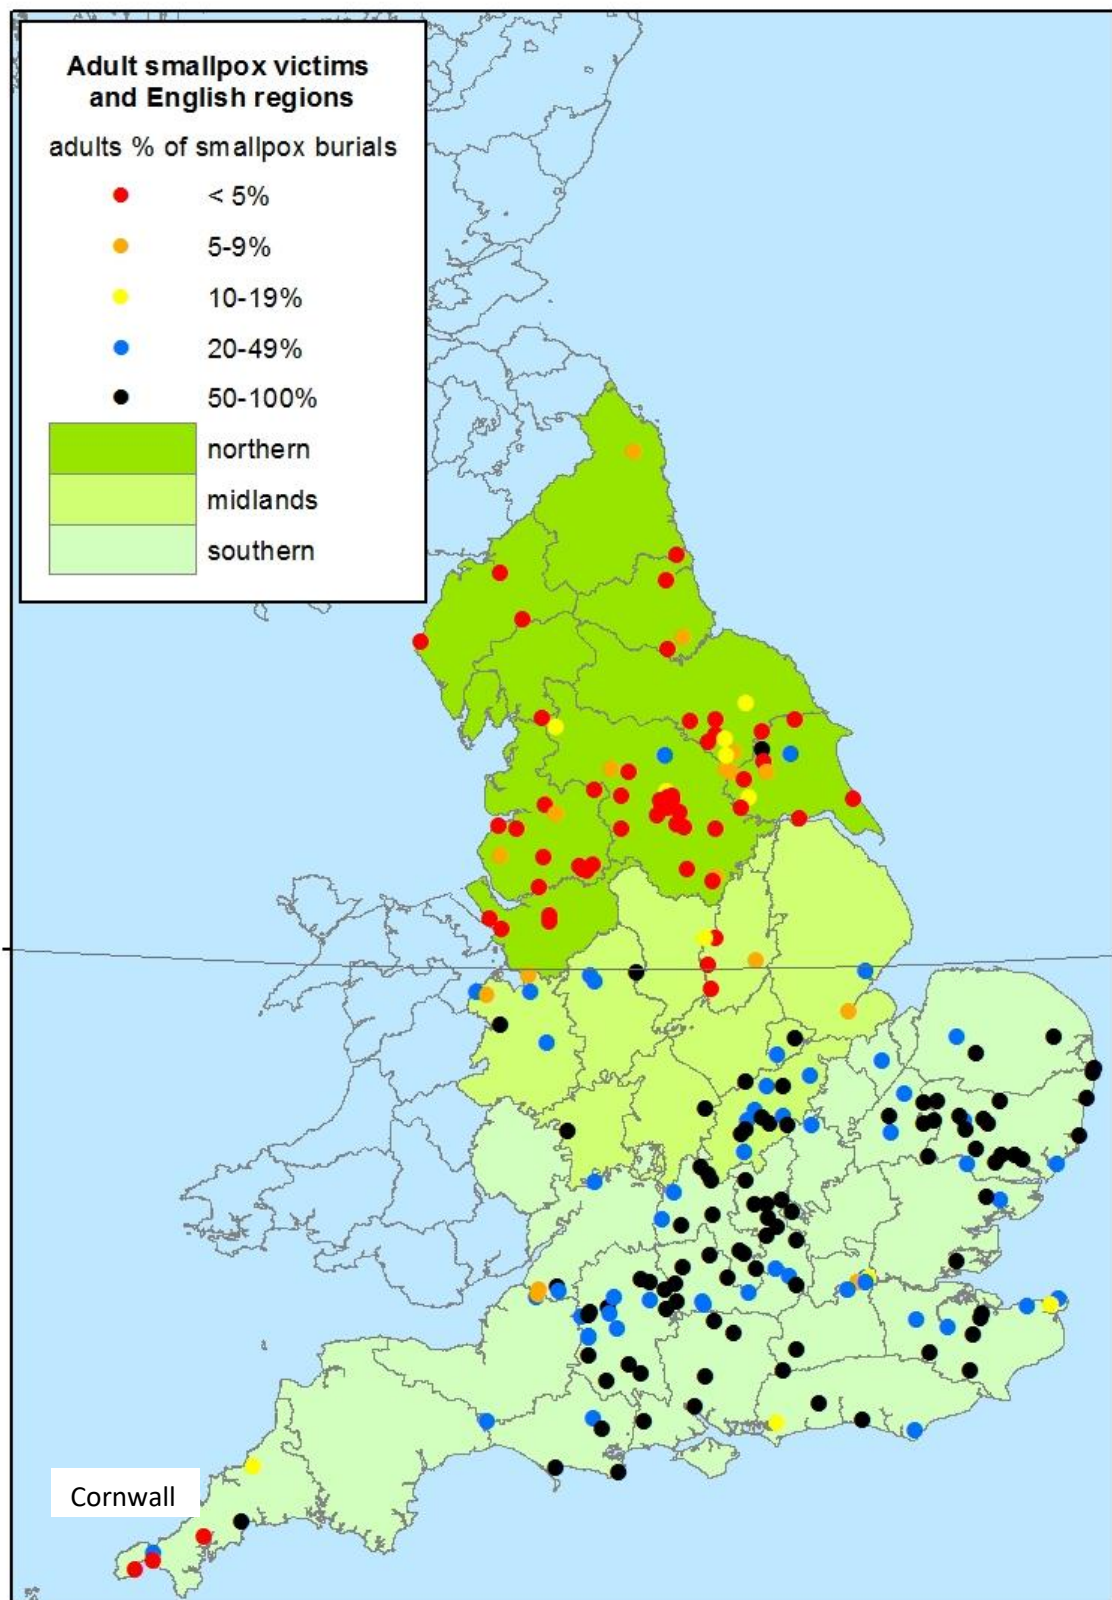 Adult smallpox victims
and English regions
adults % of smallpox burials
< 5%
5-9%
10-19%
20-49%
50-100%
northern
midlands
southern
Cornwall